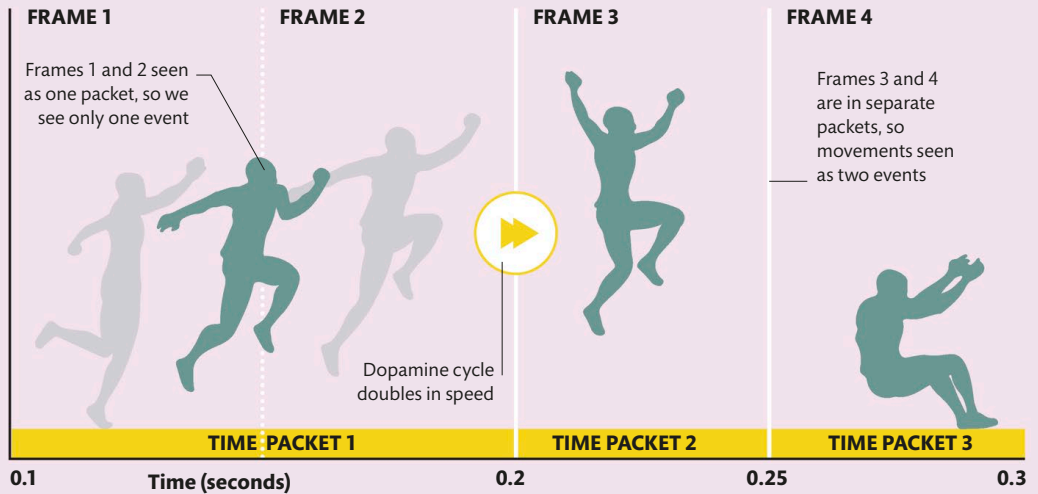 FRAME 1
FRAME 2
FRAME 3
FRAME 4
Frames 1 and 2 seen
as one packet, so we
see only one event
Frames 3 and 4
are in separate
packets, so
movements seen
as two events
Dopamine cycle
doubles in speed
TIME PACKET 1
TIME PACKET 2
TIME PACKET 3
0.1
Time (seconds)
0.2
0.25
0.3